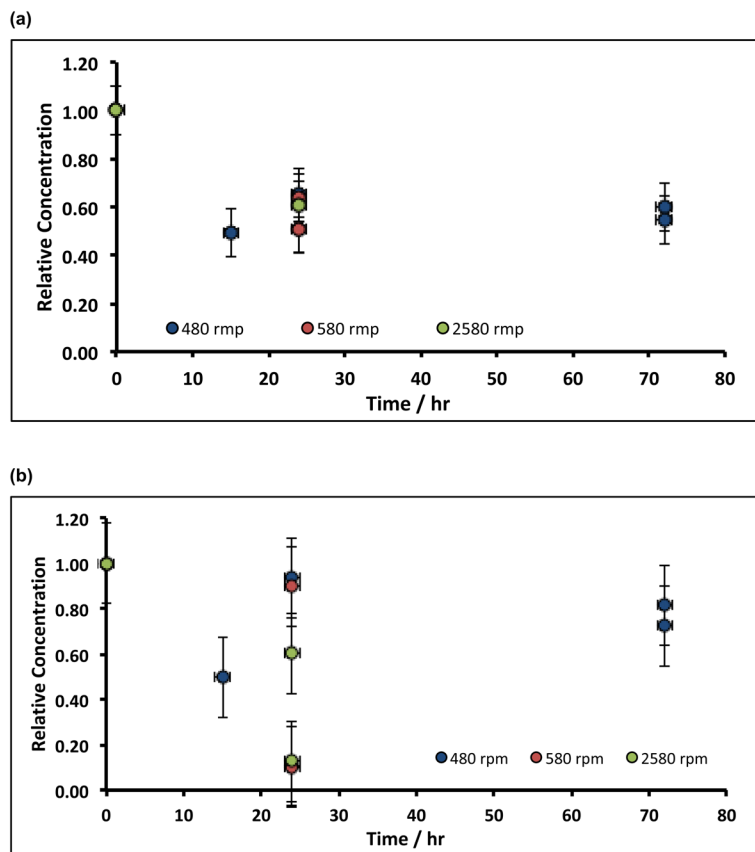 (a)
1.20
1.00
0.80
0.60
0.40
0.20
0.00
Relative Concentration
480 rmp 580 rmp 2580 rmp
0 10 20 30 40 50 60 70 80
Time / hr
(b)
1.20
1.00
0.80
0.60
0.40
0.20
0.00
Relative Concentration
480 rpm 580 rpm 2580 rpm
0 10 20 30 40 50 60 70 80
Time / hr